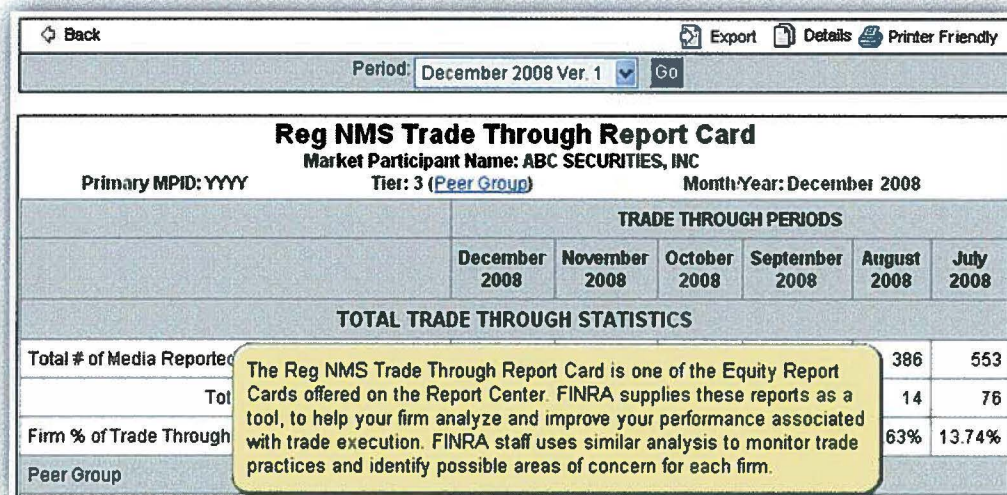 Back Export Details Printer Friendly
Period: December 2008 Ver. 1 Go
Reg NMS Trade Through Report Card
Market Participant Name: ABC SECURITIES, INC
Primary MPID: YYYY Tier: 3 (Peer Group) Month/Year: December 2008
TRADE THROUGH PERIODS
December 2008 November 2008 October 2008 September 2008 August 2008 July 2008
TOTAL TRADE THROUGH STATISTICS
Total # of Media Reported 386 553
Tot 14 76
Firm % of Trade Through 63% 13.74%
Peer Group
The Reg NMS Trade Through Report Card is one of the Equity Report
Cards offered on the Report Center. FINRA supplies these reports as a
tool, to help your firm analyze and improve your performance associated
with trade execution. FINRA staff uses similar analysis to monitor trade
practices and identify possible areas of concern for each firm.